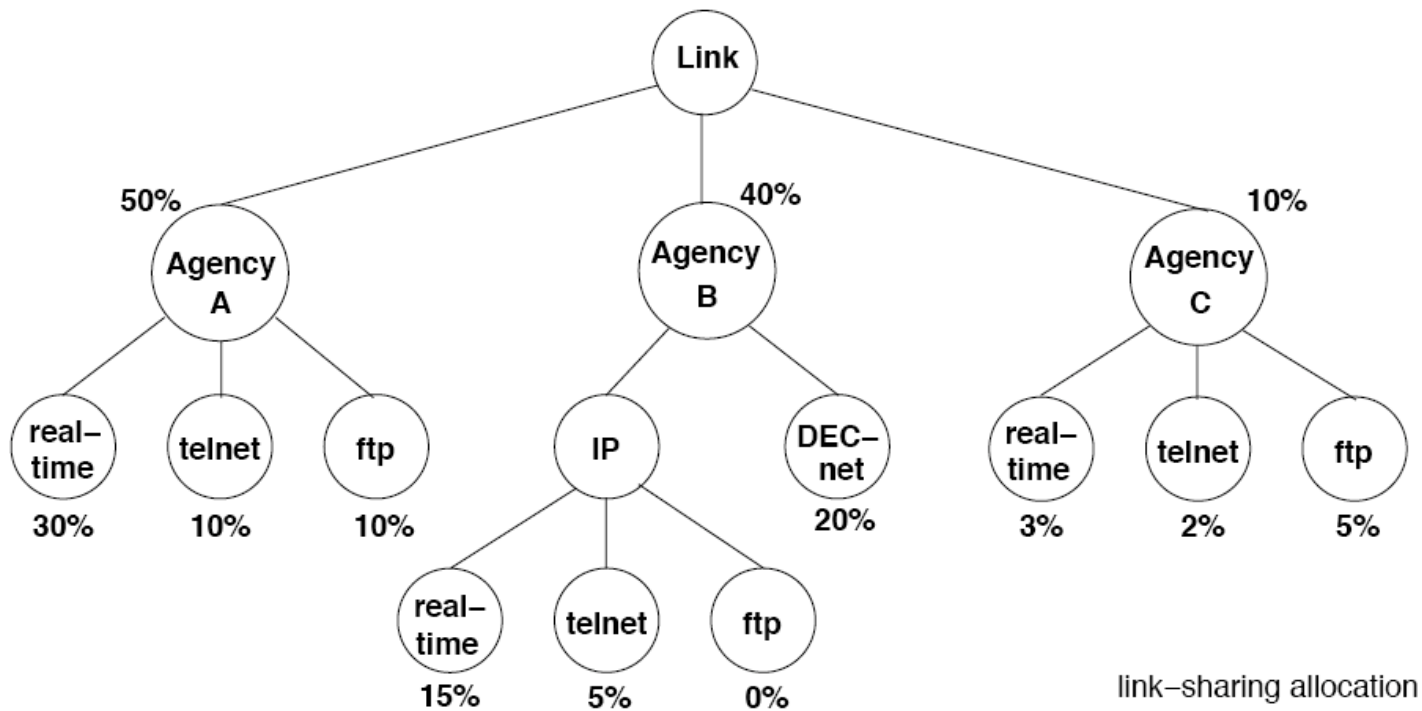 Link
50%
40%
10%
Agency
A
Agency
B
Agency
C
real–
time
telnet
ftp
IP
DEC–
net
real–
time
telnet
ftp
30%
10%
10%
20%
3%
2%
5%
real–
time
telnet
ftp
15%
5%
0%
link–sharing allocation